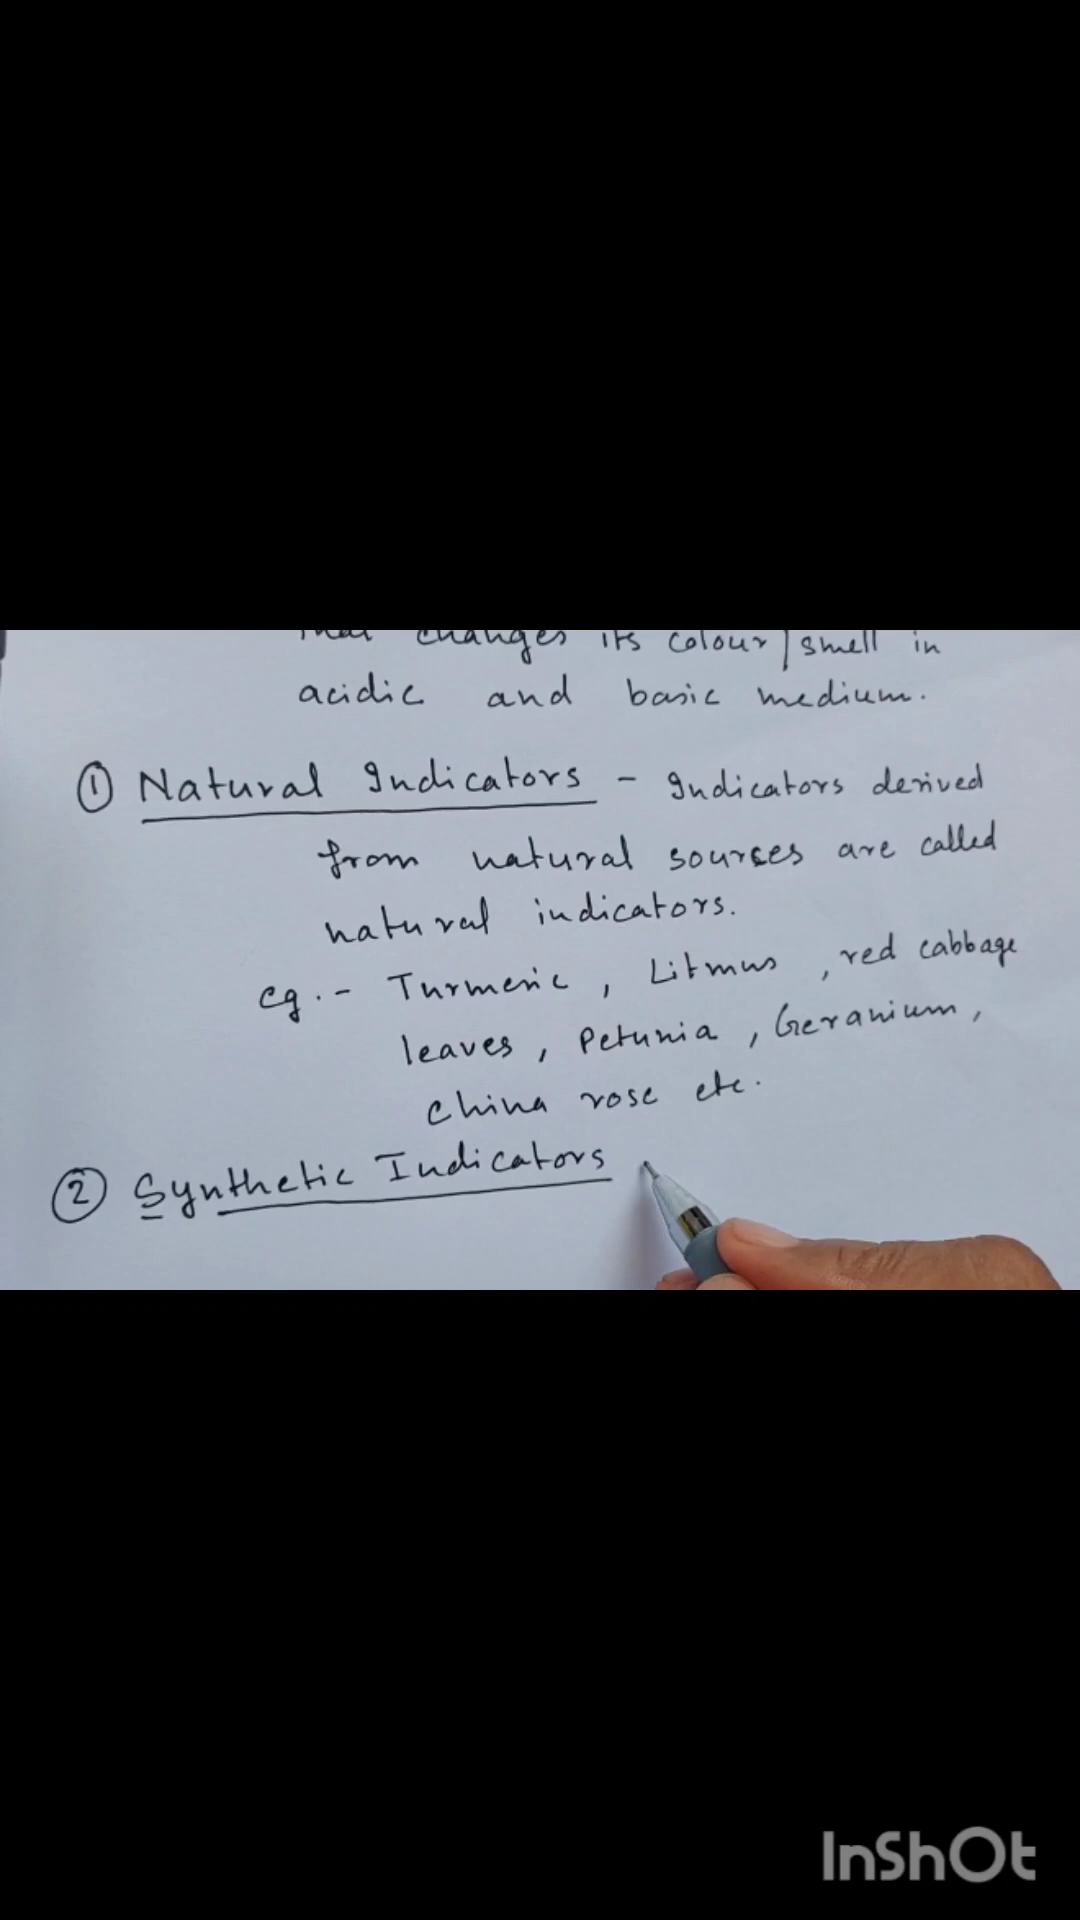 that changes its colour/smell in
acidic and basic medium.
① Natural Indicators - Indicators derived
from natural sources are called
natural indicators.
eg.- Turmeric, Litmus, red cabbage
leaves, Petunia, Geranium,
China rose etc.
② Synthetic Indicators
InShOt